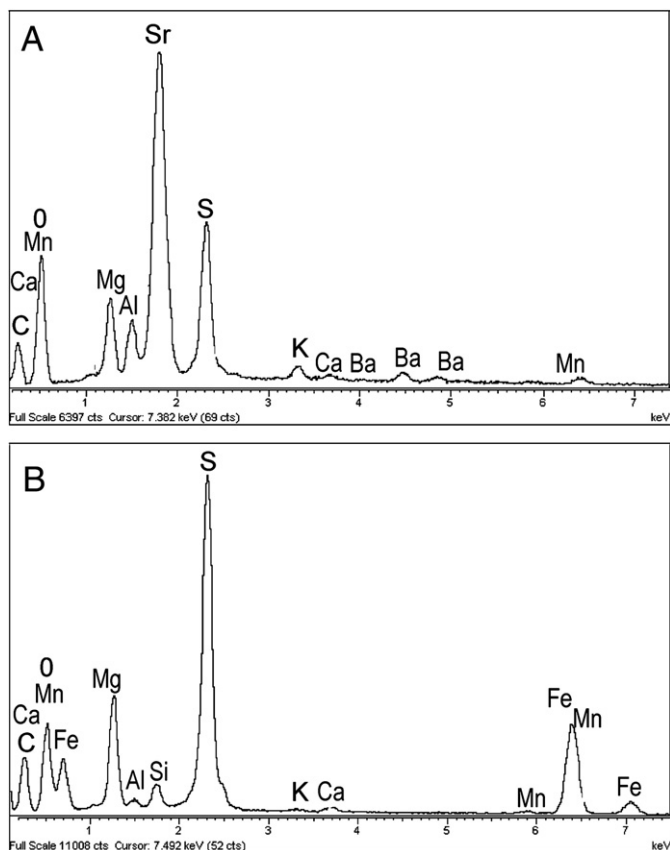 A
Sr
0
Mn
Ca
C
Mg
Al
S
K
Ca
Ba
Ba
Ba
Mn
1 2 3 4 5 6 7
Full Scale 6397 cts Cursor: 7.382 keV (69 cts)
keV
B
S
0
Ca
Mn
C
Fe
Mg
Al
Si
K
Ca
Mn
Fe
Mn
Fe
1 2 3 4 5 6 7
Full Scale 11008 cts Cursor: 7.492 keV (52 cts)
keV